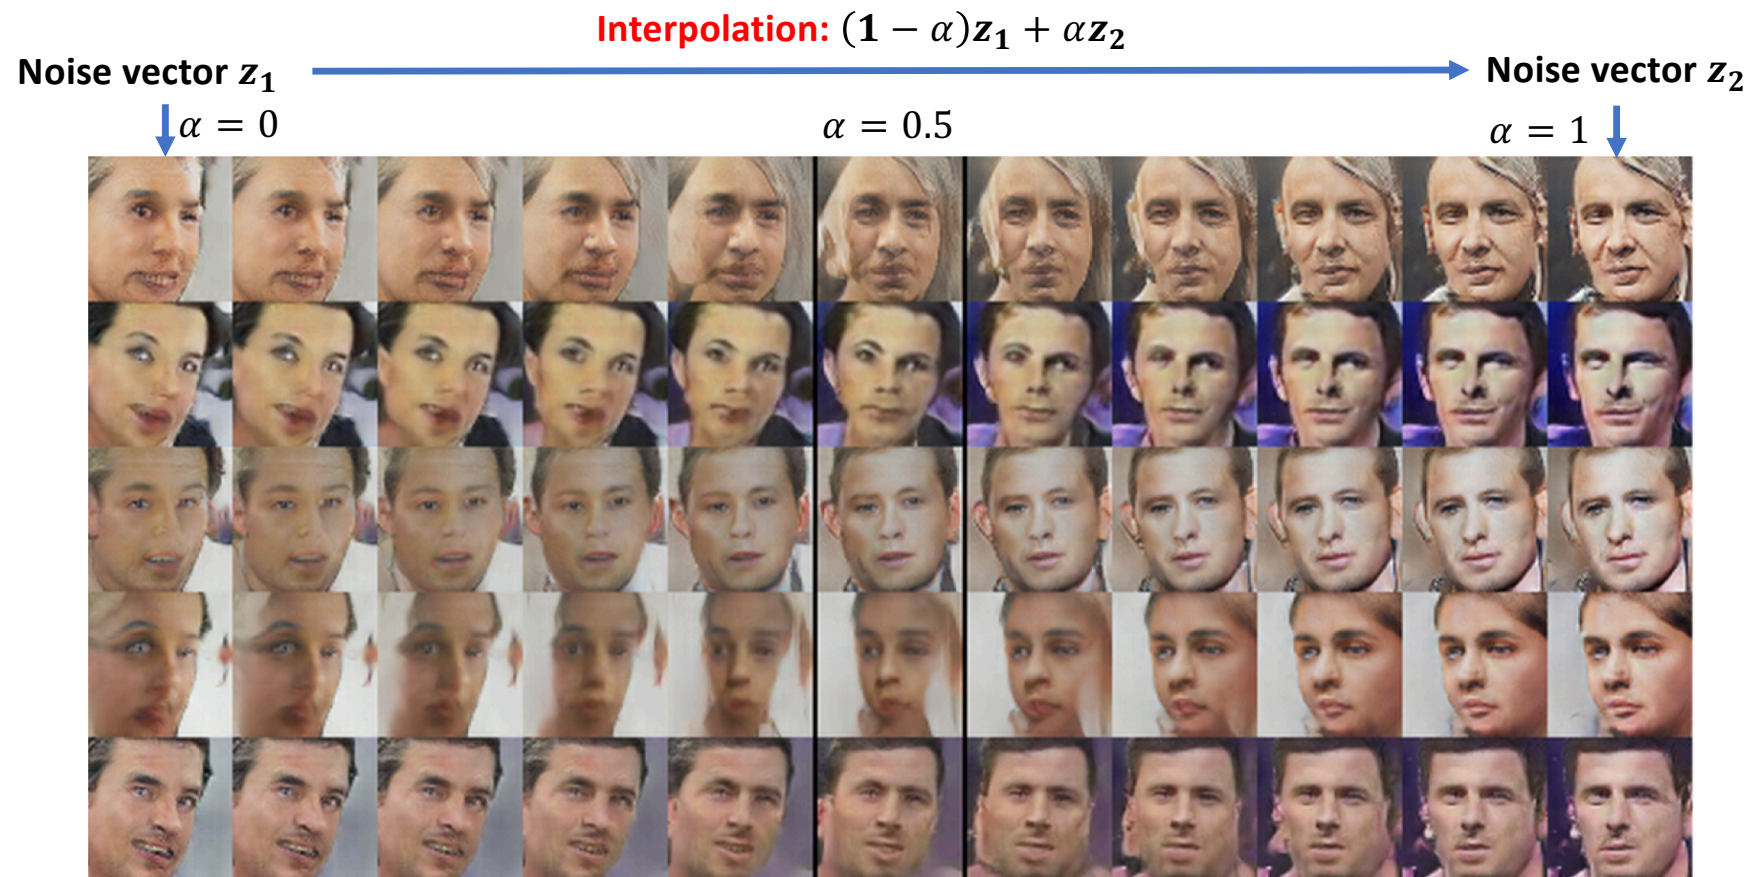 Interpolation: (1 − α)z₁ + αz₂
Noise vector z₁
Noise vector z₂
α = 0
α = 0.5
α = 1